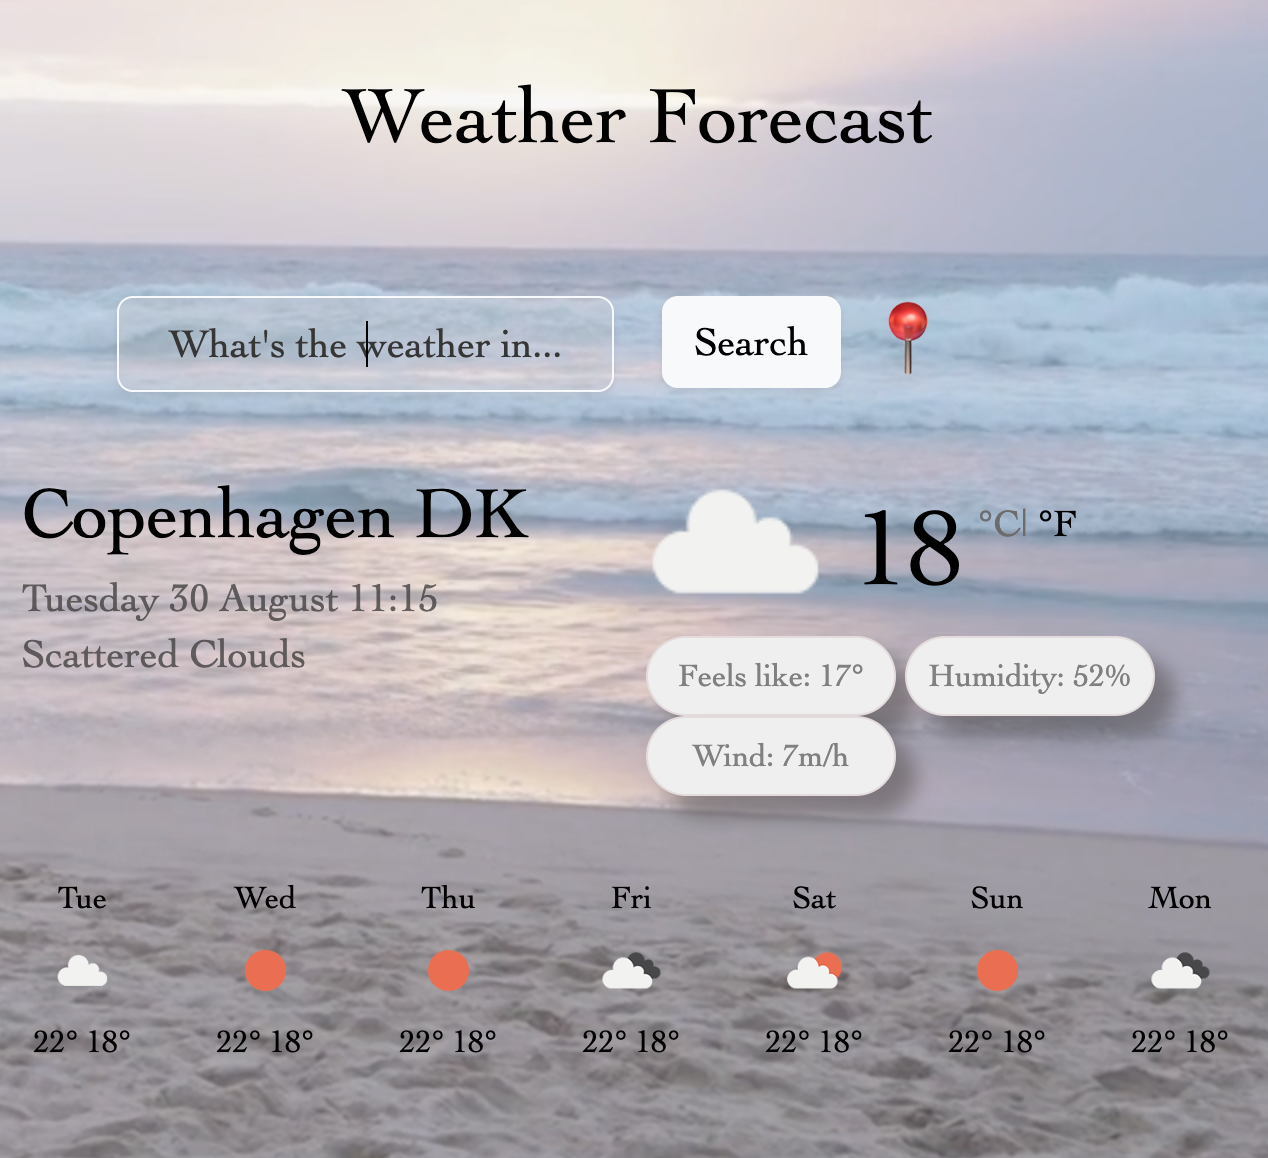 Weather Forecast
What's the weather in...
Search
Copenhagen DK
Tuesday 30 August 11:15
Scattered Clouds
18 °C| °F
Feels like: 17°
Humidity: 52%
Wind: 7m/h
Tue Wed Thu Fri Sat Sun Mon
22° 18° 22° 18° 22° 18° 22° 18° 22° 18° 22° 18° 22° 18°